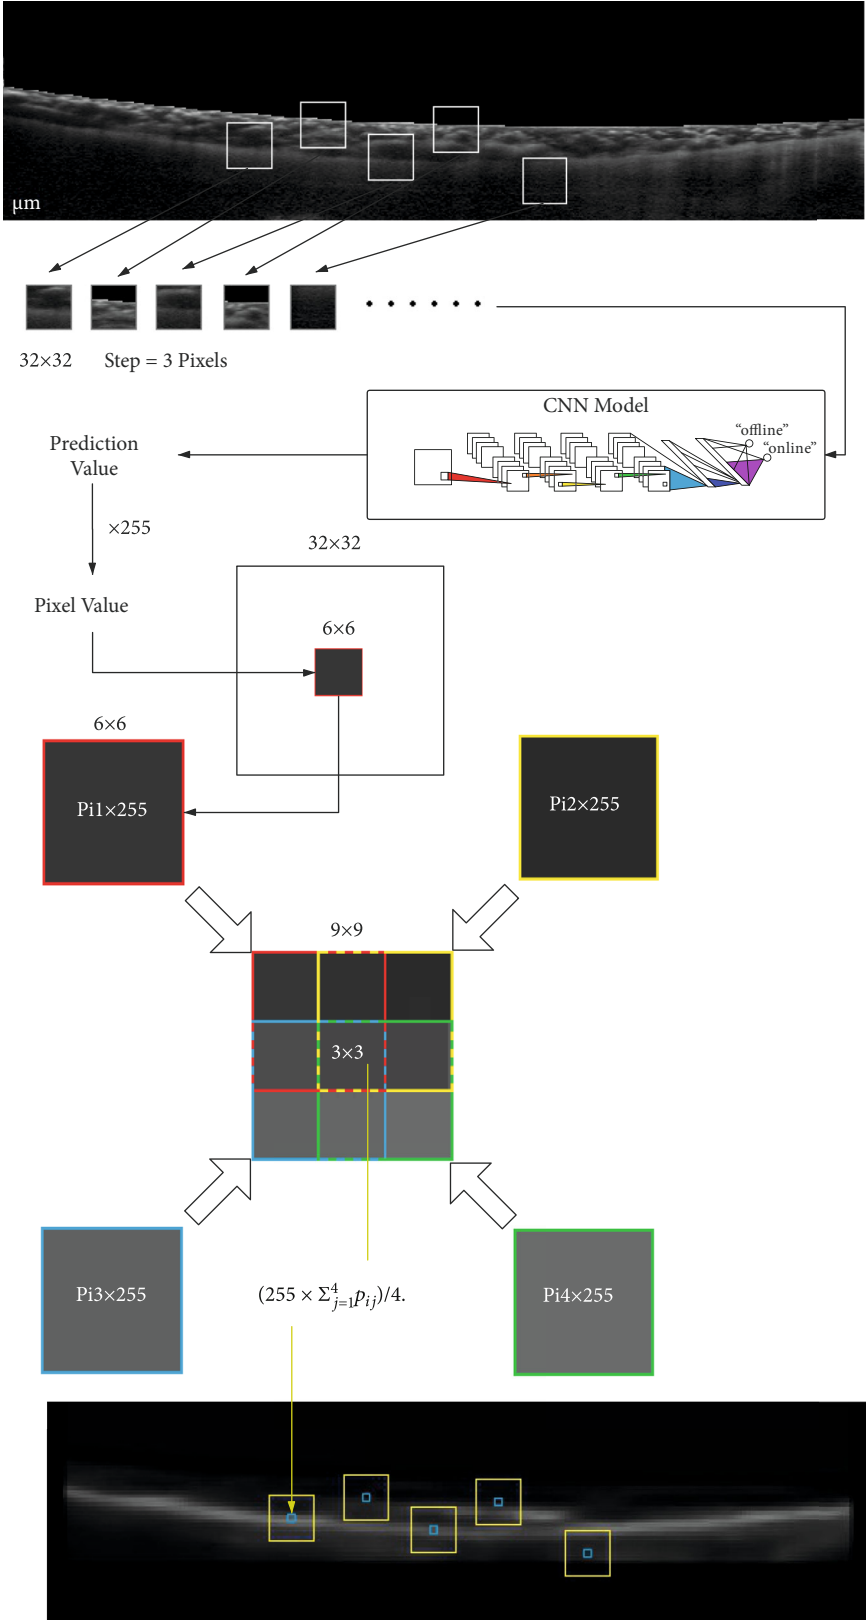 μm
32×32 Step = 3 Pixels
CNN Model
“offline”
“online”
Prediction
Value
×255
32×32
Pixel Value
6×6
6×6
Pi1×255
Pi2×255
9×9
3×3
Pi3×255
(255 × Σ⁴ⱼ₌₁pᵢⱼ)/4.
Pi4×255